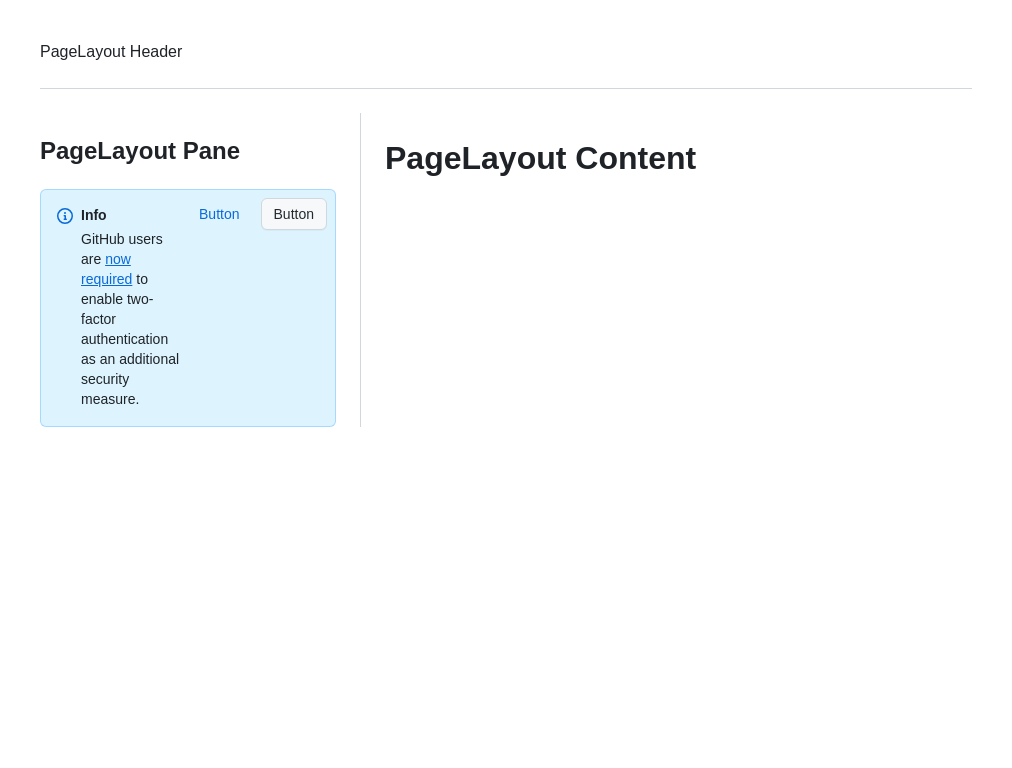 PageLayout Header
PageLayout Pane
Info
GitHub users
are now
required to
enable two-
factor
authentication
as an additional
security
measure.
Button
Button
PageLayout Content